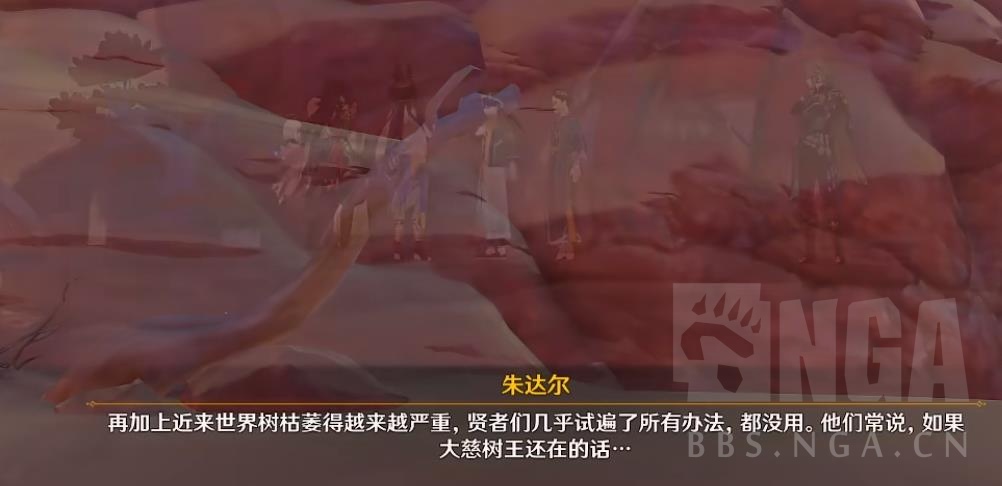 NGA
BBS.NGA.CN
朱达尔
再加上近来世界树枯萎得越来越严重，贤者们几乎试遍了所有办法，都没用。他们常说，如果
大慈树王还在的话…